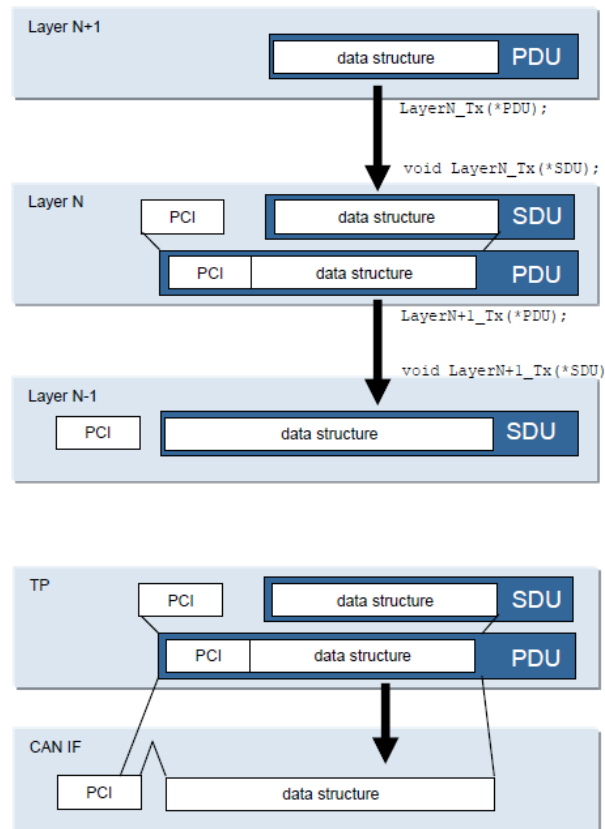 Layer N+1
data structure PDU
LayerN_Tx(*PDU);
void LayerN_Tx(*SDU);
Layer N
PCI data structure SDU
PCI data structure PDU
LayerN+1_Tx(*PDU);
void LayerN+1_Tx(*SDU)
Layer N-1
PCI data structure SDU
TP
PCI data structure SDU
PCI data structure PDU
CAN IF
PCI data structure